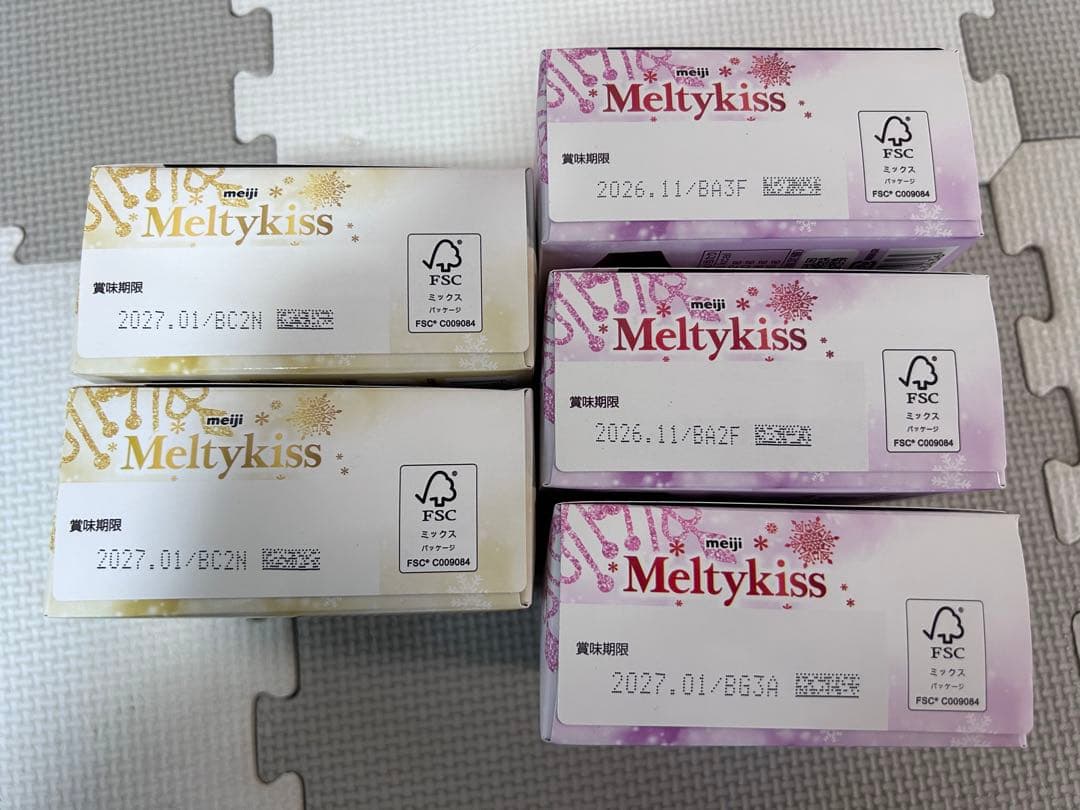 meiji
Meltykiss
賞味期限
2027.01/BC2N
FSC
ミックス
パッケージ
FSC® C009084
meiji
Meltykiss
賞味期限
2027.01/BC2N
FSC
ミックス
パッケージ
FSC® C009084
meiji
Meltykiss
賞味期限
2026.11/BA3F
FSC
ミックス
パッケージ
FSC® C009084
meiji
Meltykiss
賞味期限
2026.11/BA2F
FSC
ミックス
パッケージ
FSC® C009084
meiji
Meltykiss
賞味期限
2027.01/BG3A
FSC
ミックス
パッケージ
FSC® C009084